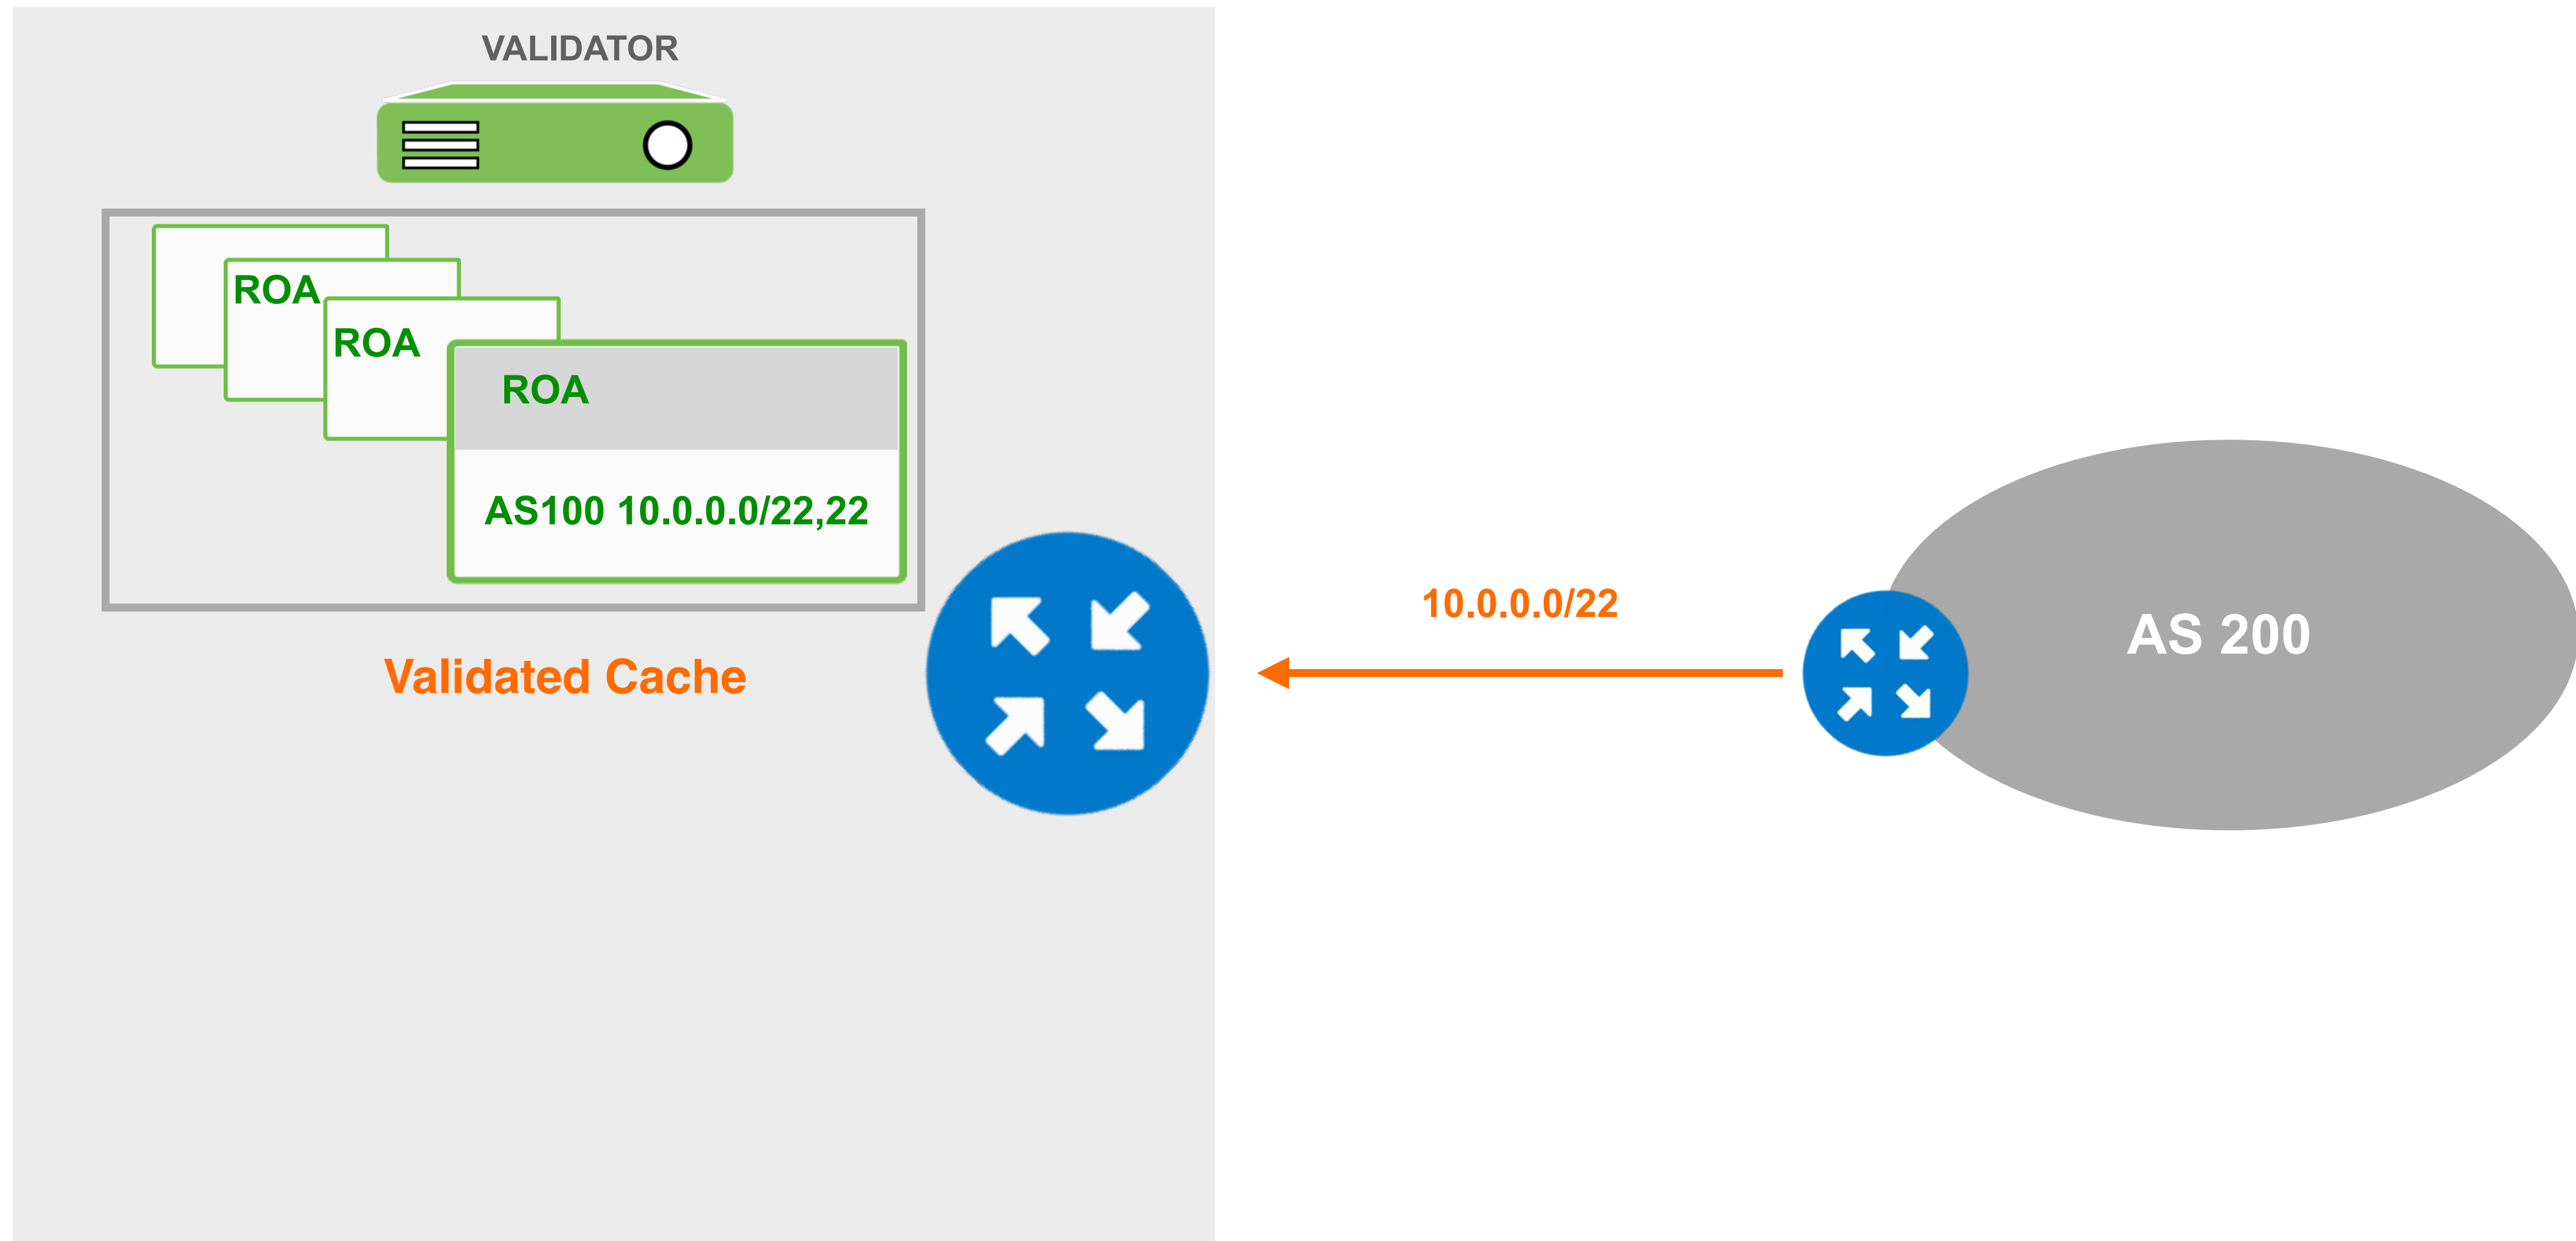 VALIDATOR
ROA
ROA
ROA
AS100 10.0.0.0/22,22
Validated Cache
10.0.0.0/22
AS 200